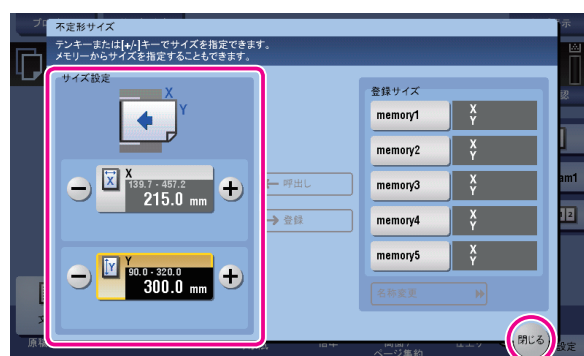 不定形サイズ
テンキーまたは[+/-]キーでサイズを指定できます。
メモリーからサイズを指定することもできます。
サイズ設定
X
Y
X
X
139.7 - 457.2
215.0 mm
Y
Y
90.0 - 320.0
300.0 mm
呼出し
登録
登録サイズ
memory1
X
Y
memory2
X
Y
memory3
X
Y
memory4
X
Y
memory5
X
Y
名称変更
閉じる
設定
ページ集約